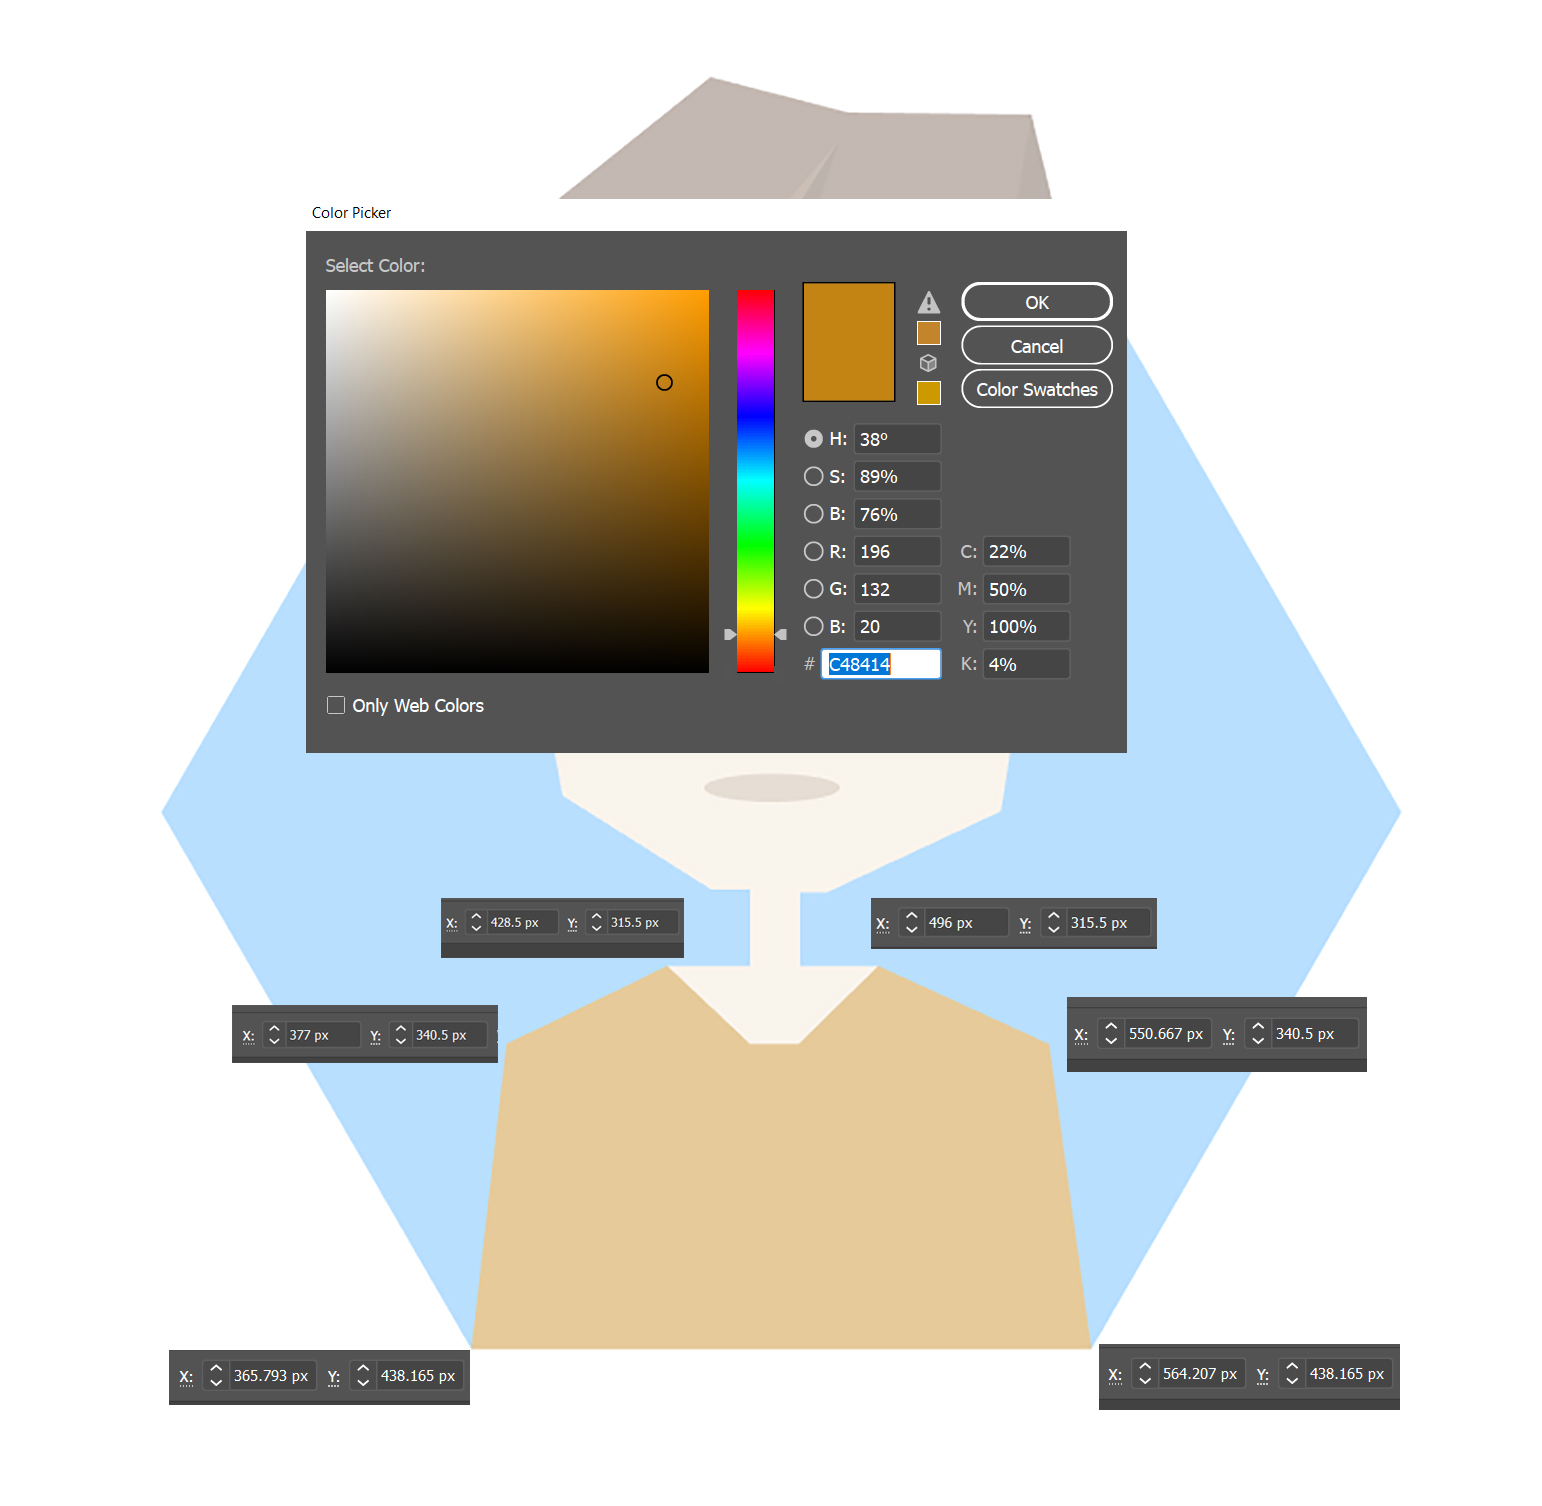 Color Picker
Select Color:
OK
Cancel
Color Swatches
H: 38º
S: 89%
B: 76%
R: 196 C: 22%
G: 132 M: 50%
B: 20 Y: 100%
# C48414 K: 4%
Only Web Colors
X: 428.5 px Y: 315.5 px
X: 496 px Y: 315.5 px
X: 377 px Y: 340.5 px
X: 550.667 px Y: 340.5 px
X: 365.793 px Y: 438.165 px
X: 564.207 px Y: 438.165 px